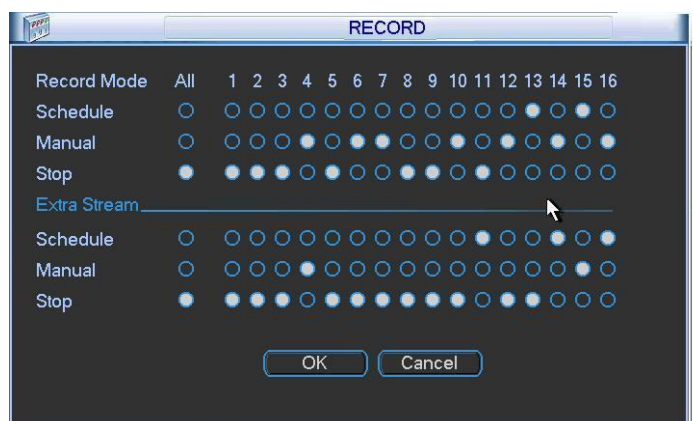 RECORD
Record Mode All 1 2 3 4 5 6 7 8 9 10 11 12 13 14 15 16
Schedule
Manual
Stop
Extra Stream
Schedule
Manual
Stop
OK Cancel